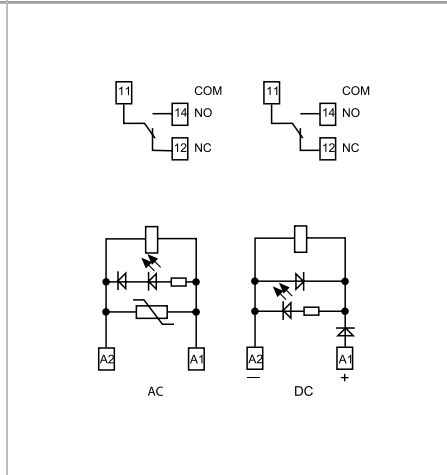 11 COM 11 COM
14 NO 14 NO
12 NC 12 NC
A2 A1 A2 A1
— +
AC DC